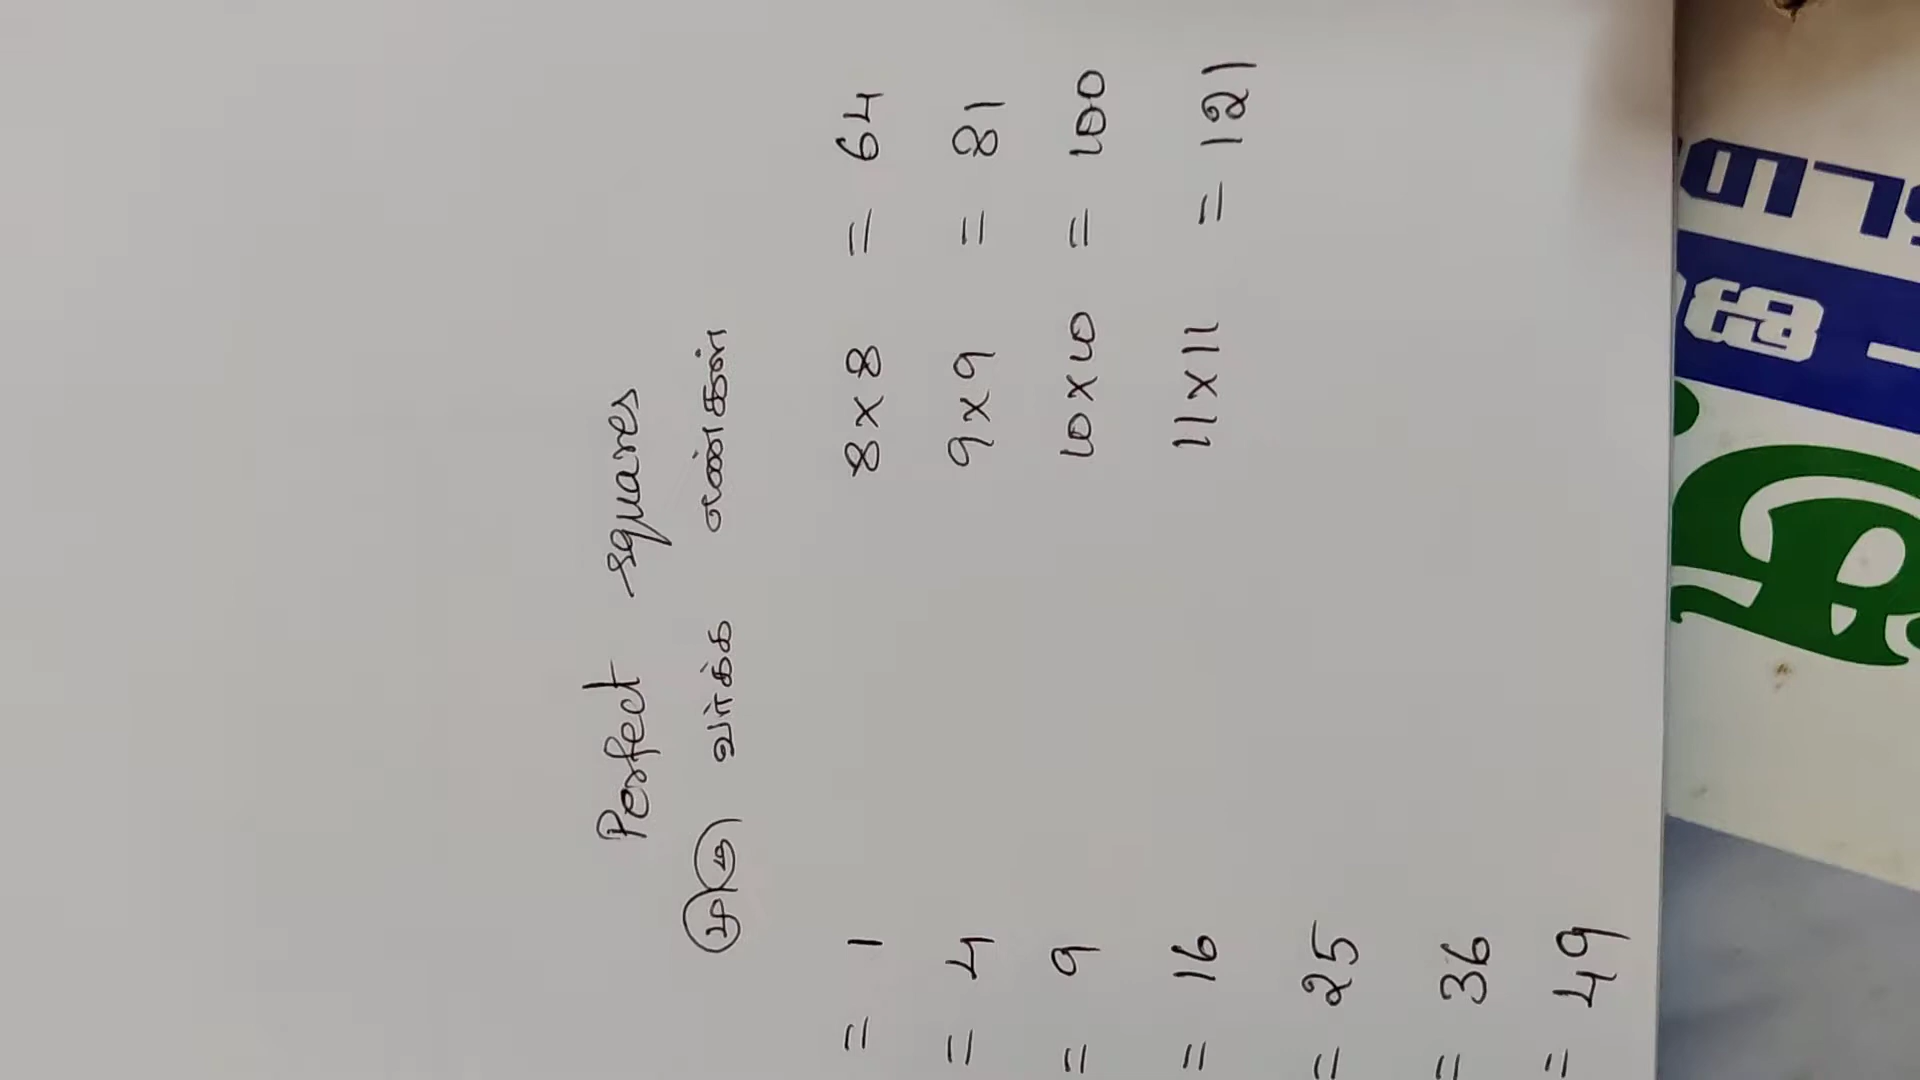 Perfect squares
முழு வர்க்க எண்கள்
= 1
= 4
= 9
= 16
= 25
= 36
= 49
8 x 8 = 64
9 x 9 = 81
10 x 10 = 100
11 x 11 = 121